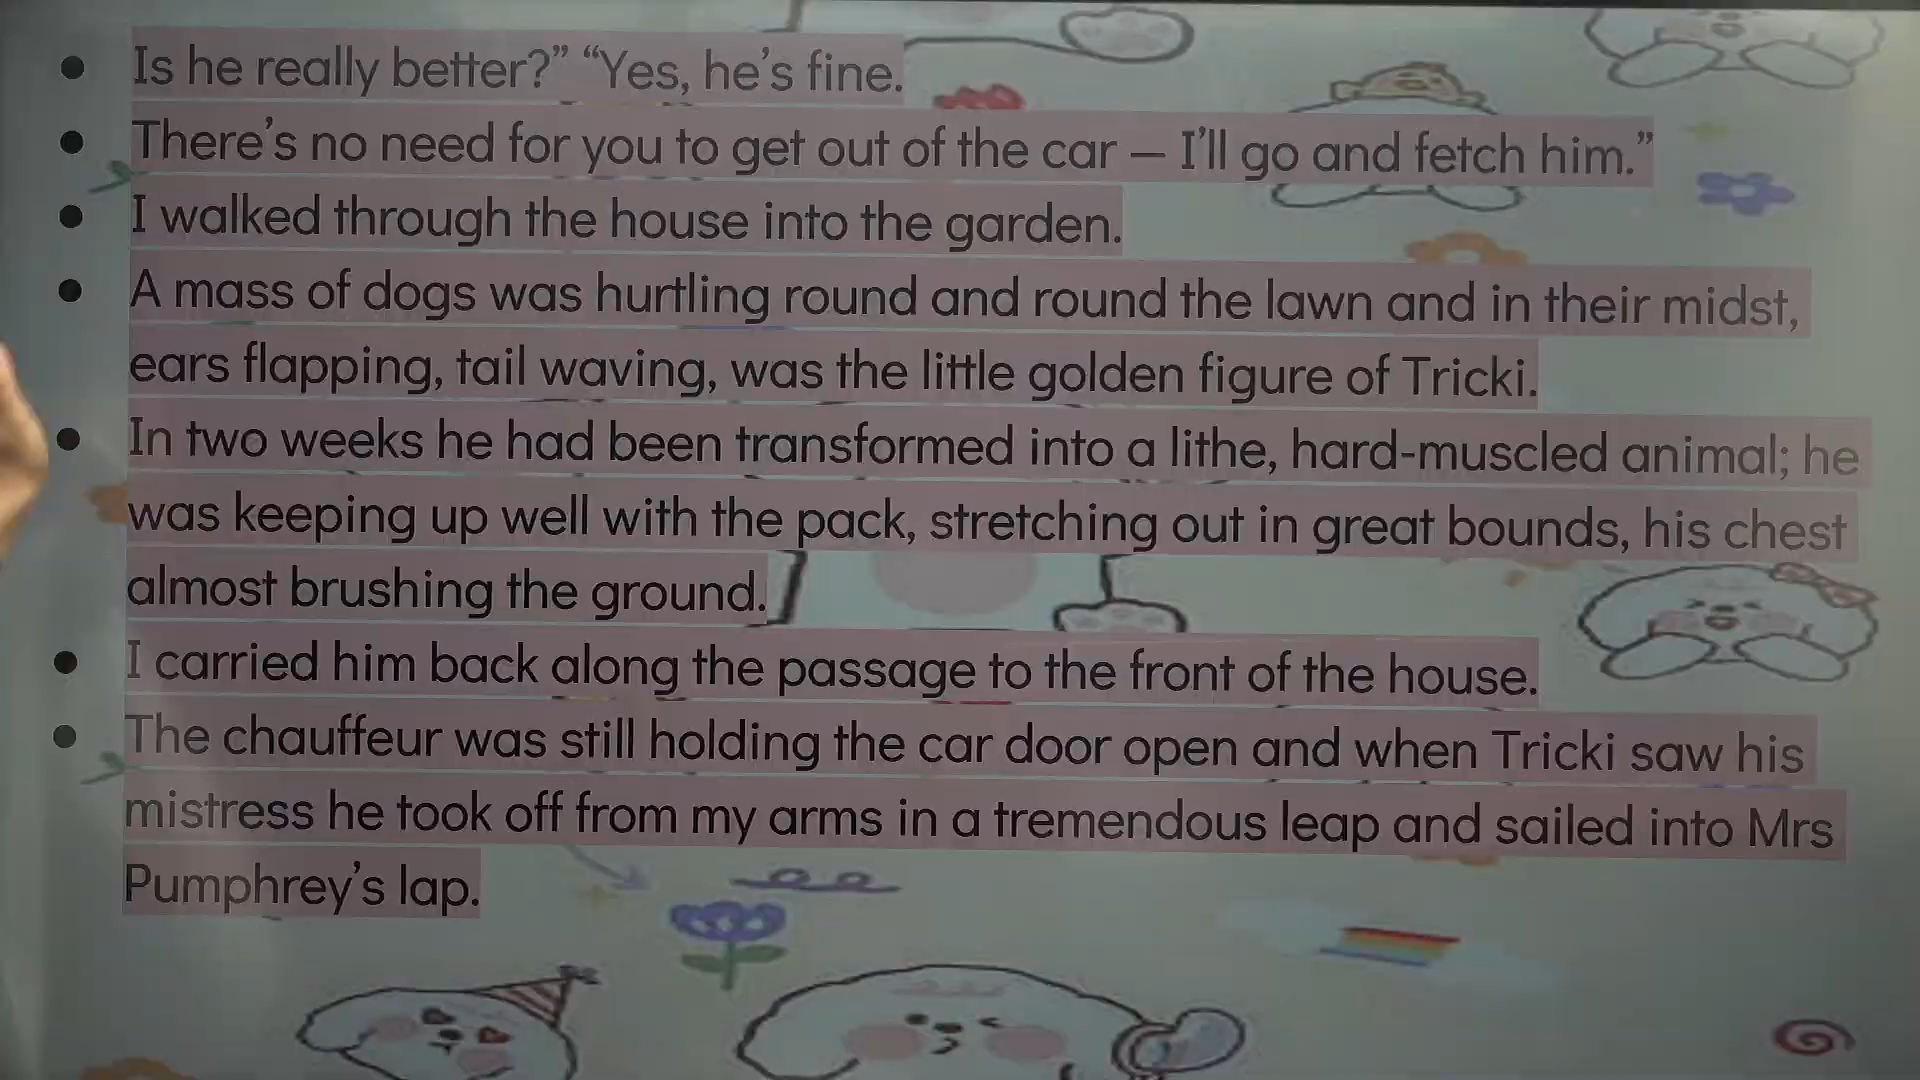 • Is he really better?” “Yes, he’s fine.
• There’s no need for you to get out of the car – I’ll go and fetch him.”
• I walked through the house into the garden.
• A mass of dogs was hurtling round and round the lawn and in their midst,
ears flapping, tail waving, was the little golden figure of Tricki.
• In two weeks he had been transformed into a lithe, hard-muscled animal; he
was keeping up well with the pack, stretching out in great bounds, his chest
almost brushing the ground.
• I carried him back along the passage to the front of the house.
• The chauffeur was still holding the car door open and when Tricki saw his
mistress he took off from my arms in a tremendous leap and sailed into Mrs
Pumphrey’s lap.